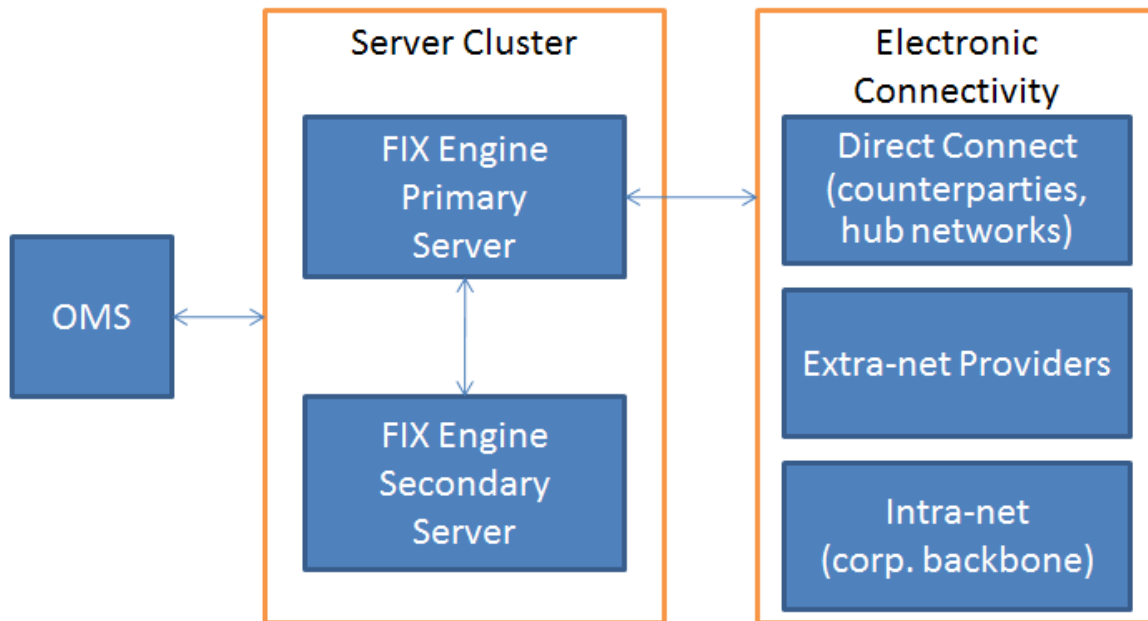 OMS
Server Cluster
FIX Engine
Primary
Server
FIX Engine
Secondary
Server
Electronic
Connectivity
Direct Connect
(counterparties,
hub networks)
Extra-net Providers
Intra-net
(corp. backbone)